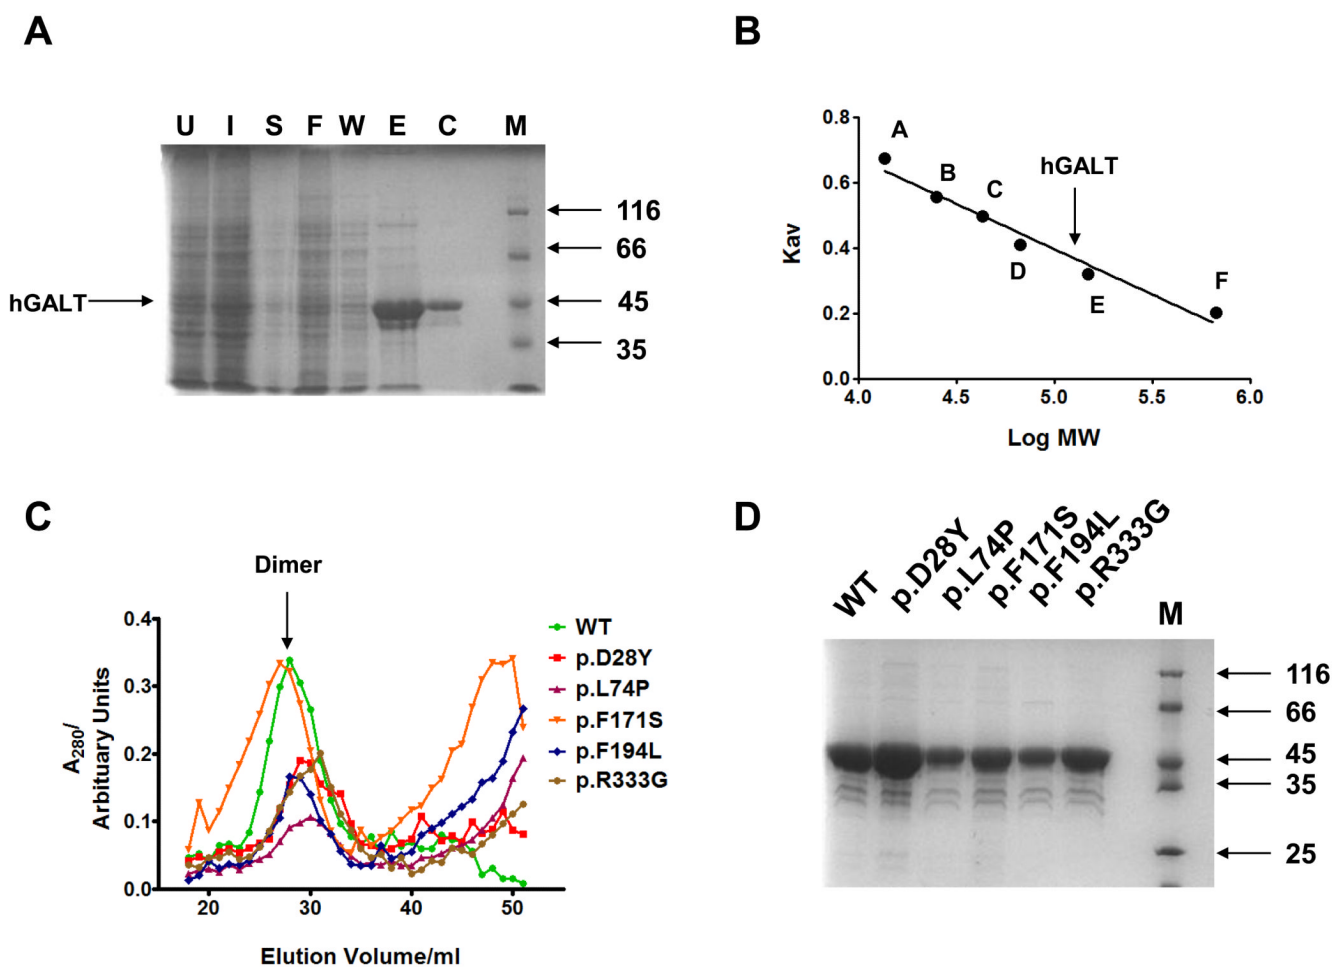 A
U I S F W E C M
116
66
hGALT
45
35
B
0.8
A
hGALT
B
C
0.6
Kav
0.4
D
F
E
0.2
0.0
4.0 4.5 5.0 5.5 6.0
Log MW
C
Dimer
0.4
WT
p.D28Y
0.3
p.L74P
A280/
Arbituary Units
p.F171S
0.2
p.F194L
p.R333G
0.1
0.0
20 30 40 50
Elution Volume/ml
D
WT p.D28Y p.L74P p.F171S p.F194L p.R333G M
116
66
45
35
25